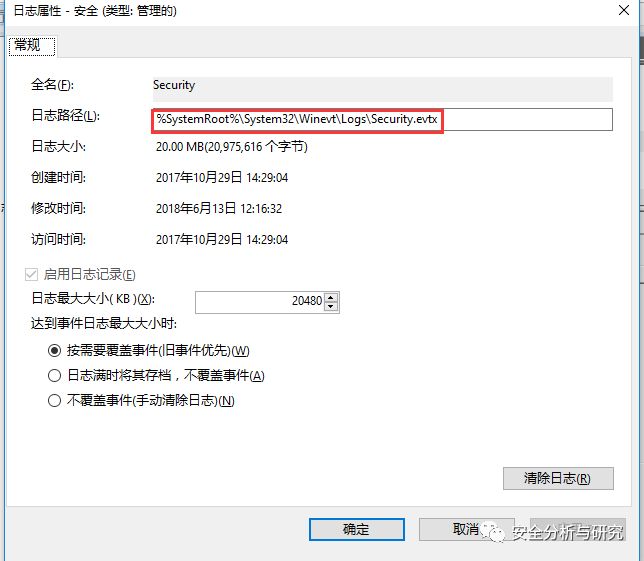 日志属性 - 安全 (类型: 管理的)
常规
全名(F): Security
日志路径(L): %SystemRoot%\System32\Winevt\Logs\Security.evtx
日志大小: 20.00 MB(20,975,616 个字节)
创建时间: 2017年10月29日 14:29:04
修改时间: 2018年6月13日 12:16:32
访问时间: 2017年10月29日 14:29:04
启用日志记录(E)
日志最大大小( KB )(X): 20480
达到事件日志最大大小时:
按需要覆盖事件(旧事件优先)(W)
日志满时将其存档，不覆盖事件(A)
不覆盖事件(手动清除日志)(N)
清除日志(R)
确定 取消
安全分析与研究